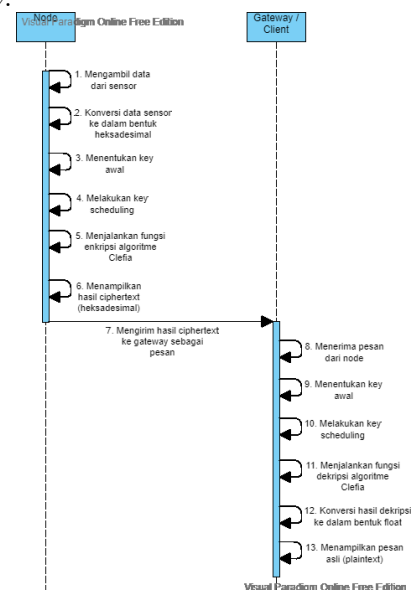 Node
Visual Paradigm Online Free Edition
Gateway /
Client
1. Mengambil data
dari sensor
2. Konversi data sensor
ke dalam bentuk
heksadesimal
3. Menentukan key
awal
4. Melakukan key
scheduling
5. Menjalankan fungsi
enkripsi algoritme
Clefia
6. Menampilkan
hasil ciphertext
(heksadesimal)
7. Mengirim hasil ciphertext
ke gateway sebagai
pesan
8. Menerima pesan
dari node
9. Menentukan key
awal
10. Melakukan key
scheduling
11. Menjalankan fungsi
dekripsi algoritme
Clefia
12. Konversi hasil dekripsi
ke dalam bentuk float
13. Menampilkan pesan
asli (plaintext)
Visual Paradigm Online Free Edition